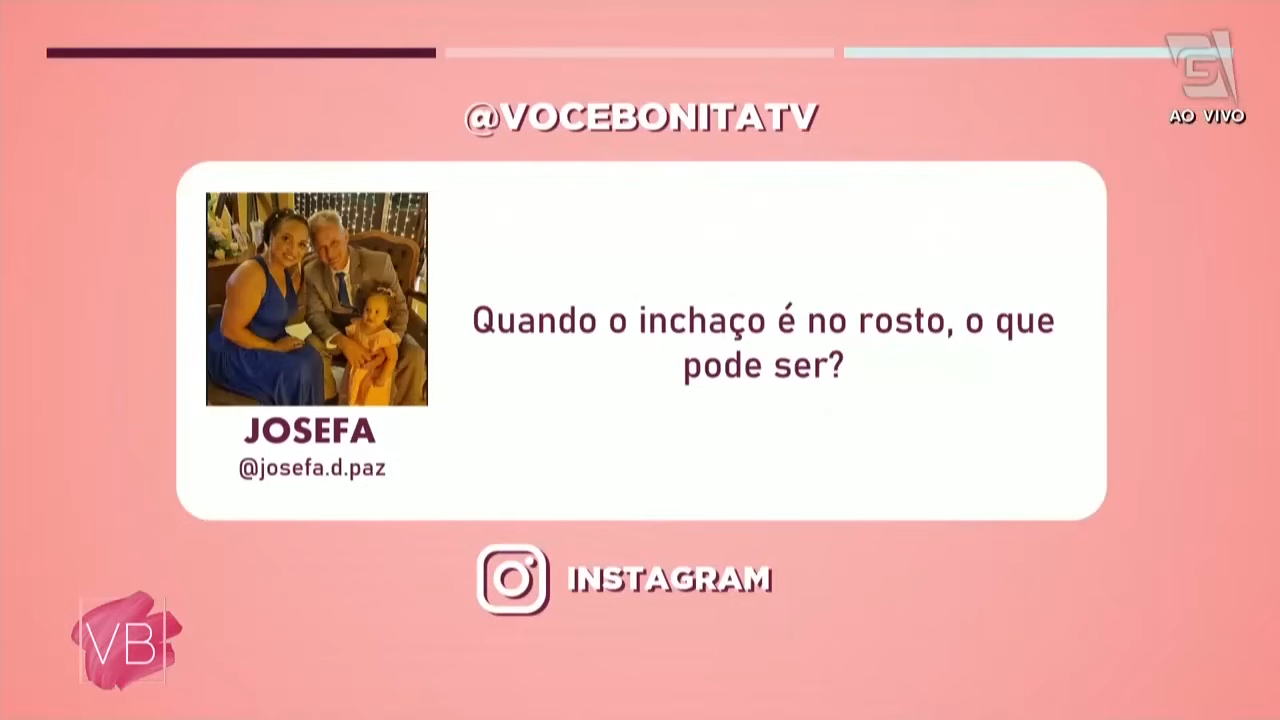 @VOCEBONITATV
G
AO VIVO
Quando o inchaço é no rosto, o que
pode ser?
JOSEFA
@josefa.d.paz
INSTAGRAM
VB